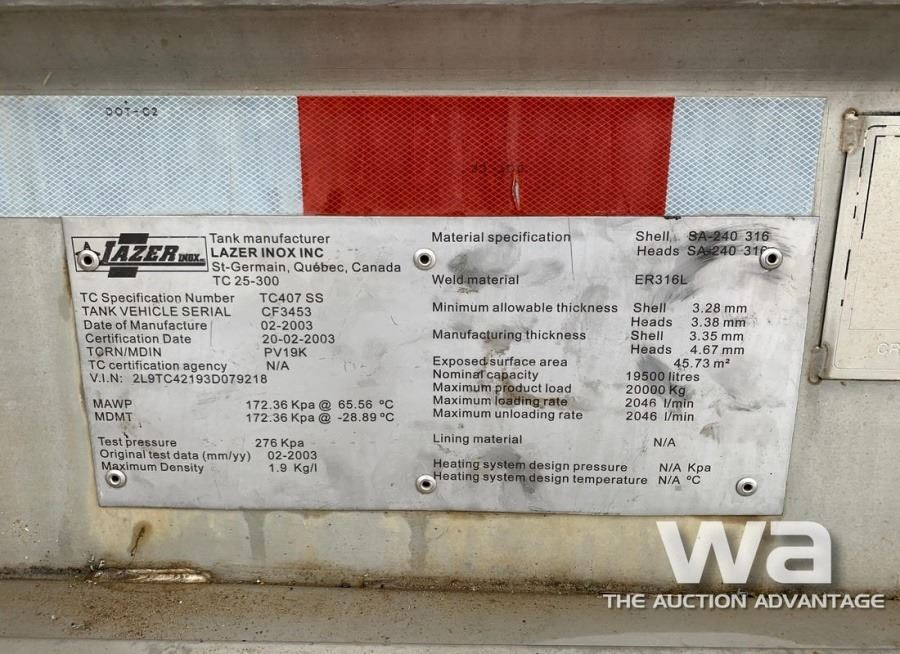 DOT-C2
LAZER INOX INC.
Tank manufacturer
LAZER INOX INC
St-Germain, Québec, Canada
TC 25-300
TC Specification Number TC407 SS
TANK VEHICLE SERIAL CF3453
Date of Manufacture 02-2003
Certification Date 20-02-2003
TQRN/MDIN PV19K
TC certification agency N/A
V.I.N: 2L9TC42193D079218
MAWP 172.36 Kpa @ 65.56 ºC
MDMT 172.36 Kpa @ -28.89 ºC
Test pressure 276 Kpa
Original test data (mm/yy) 02-2003
Maximum Density 1.9 Kg/l
Material specification Shell SA-240 316
Heads SA-240 316
Weld material ER316L
Minimum allowable thickness Shell 3.28 mm
Heads 3.38 mm
Manufacturing thickness Shell 3.35 mm
Heads 4.67 mm
Exposed surface area 45.73 m²
Nominal capacity 19500 litres
Maximum product load 20000 Kg
Maximum loading rate 2046 l/min
Maximum unloading rate 2046 l/min
Lining material N/A
Heating system design pressure N/A Kpa
Heating system design temperature N/A ºC
wa
THE AUCTION ADVANTAGE